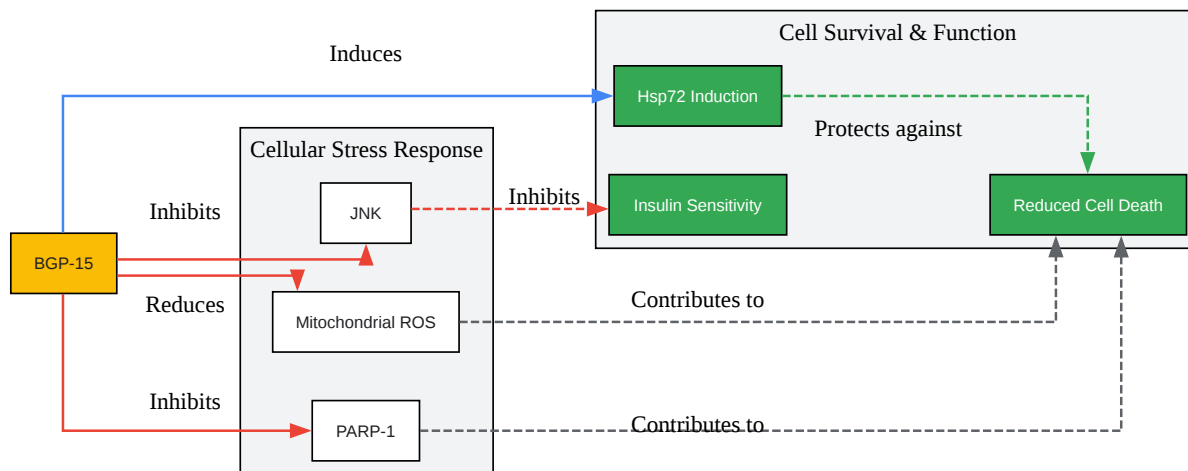 Cell Survival & Function
Induces
Hsp72 Induction
Protects against
Cellular Stress Response
Inhibits
JNK
Inhibits
Insulin Sensitivity
Reduced Cell Death
BGP-15
Reduces
Mitochondrial ROS
Contributes to
Inhibits
PARP-1
Contributes to